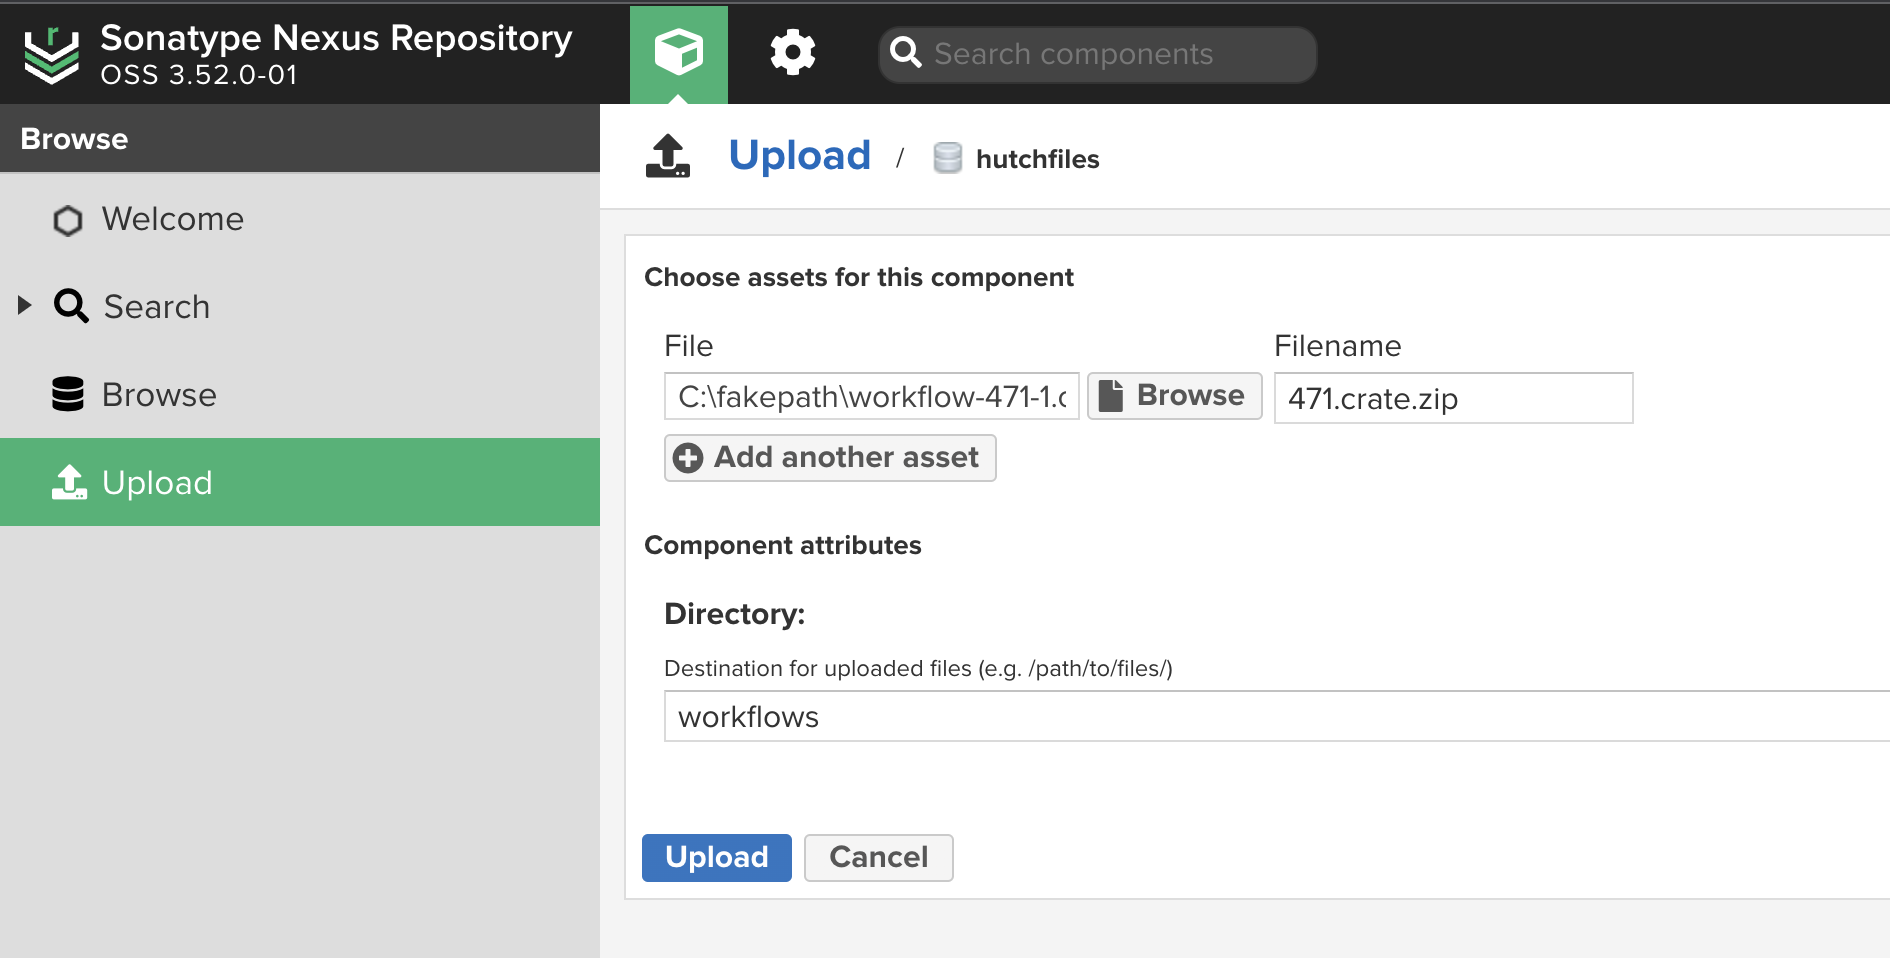 Sonatype Nexus Repository
OSS 3.52.0-01
Search components
Browse
Welcome
Search
Browse
Upload
Upload / hutchfiles
Choose assets for this component
File
Filename
C:\fakepath\workflow-471-1.c
Browse
471.crate.zip
Add another asset
Component attributes
Directory:
Destination for uploaded files (e.g. /path/to/files/)
workflows
Upload
Cancel